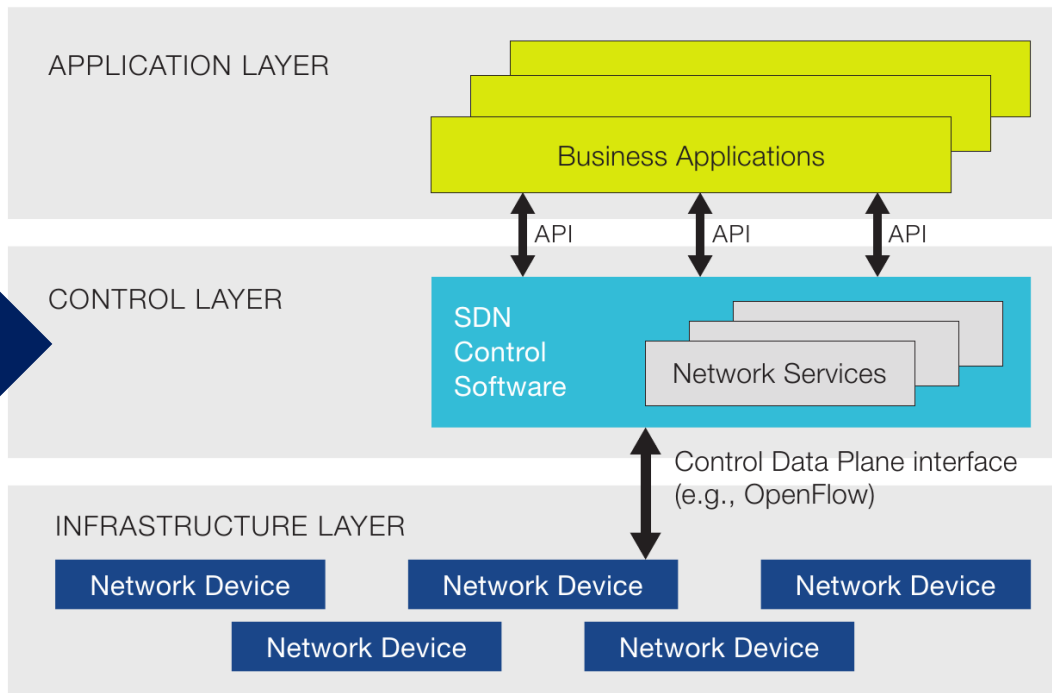 APPLICATION LAYER
Business Applications
API
API
API
CONTROL LAYER
SDN
Control
Software
Network Services
Control Data Plane interface
(e.g., OpenFlow)
INFRASTRUCTURE LAYER
Network Device
Network Device
Network Device
Network Device
Network Device